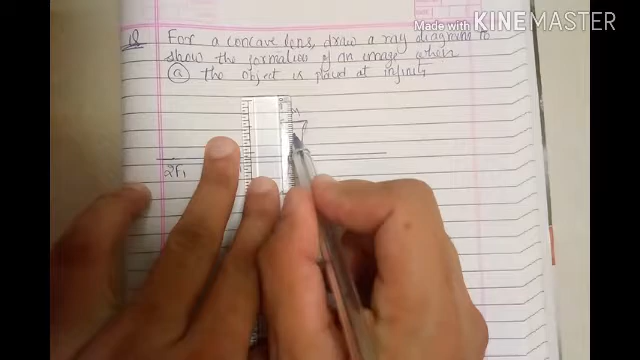 Made with KINEMASTER
Q For a concave lens, draw a ray diagram to
show the formation of an image when
a the object is placed at infinity
M
2F1